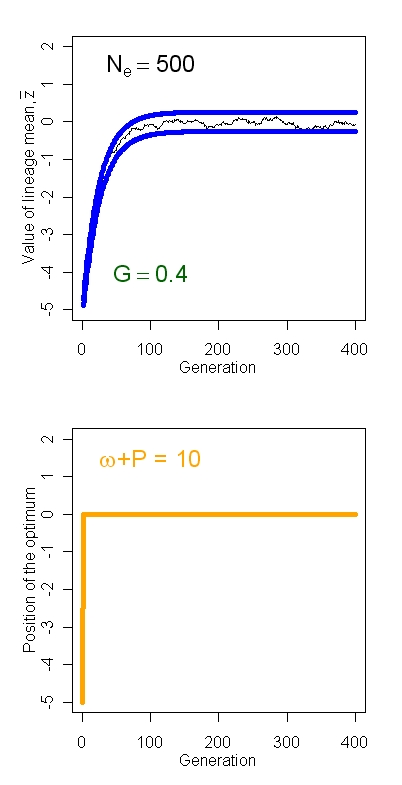 2
1
0
-1
-2
-3
-4
-5
Value of lineage mean, z̅
Nₑ = 500
G = 0.4
0 100 200 300 400
Generation
2
1
0
-1
-2
-3
-4
-5
Position of the optimum
ω+P = 10
0 100 200 300 400
Generation